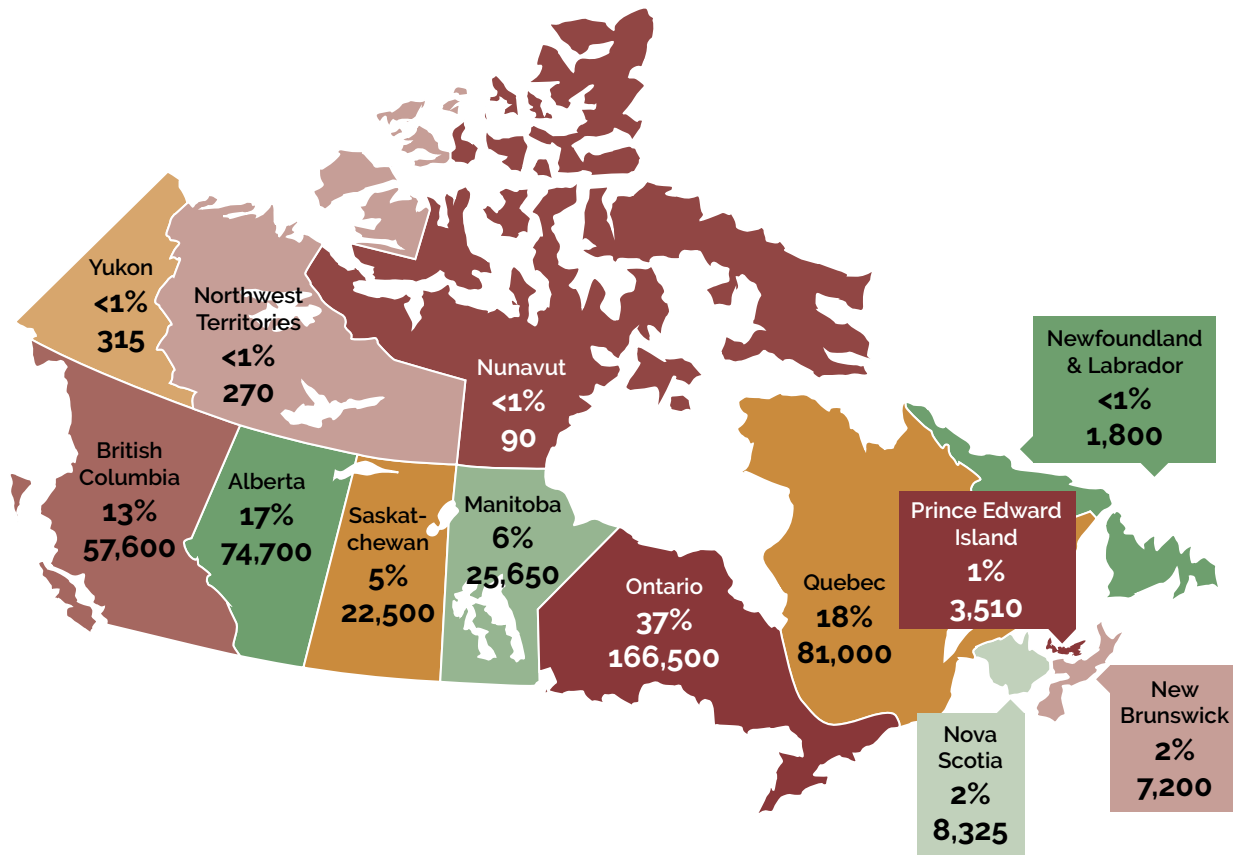 Yukon
<1%
315
Northwest
Territories
<1%
270
Nunavut
<1%
90
British
Columbia
13%
57,600
Alberta
17%
74,700
Saskat-
chewan
5%
22,500
Manitoba
6%
25,650
Ontario
37%
166,500
Quebec
18%
81,000
Newfoundland
& Labrador
<1%
1,800
Prince Edward
Island
1%
3,510
Nova
Scotia
2%
8,325
New
Brunswick
2%
7,200